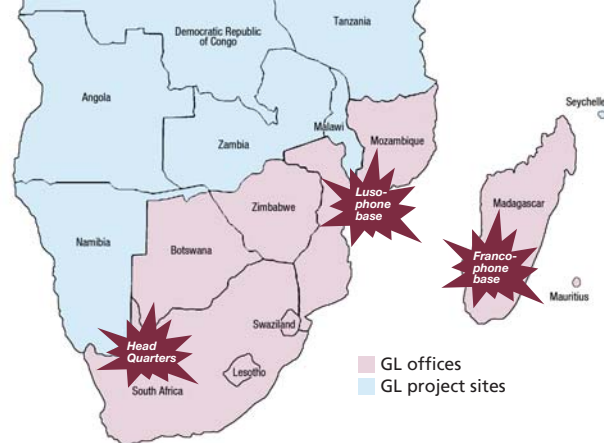 Tanzania
Democratic Republic
of Congo
Angola
Seychelle
Malawi
Mozambique
Zambia
Luso-
phone
base
Madagascar
Zimbabwe
Namibia
Botswana
Franco-
phone
base
Mauritius
Swaziland
Head
Quarters
Lesotho
South Africa
GL offices
GL project sites